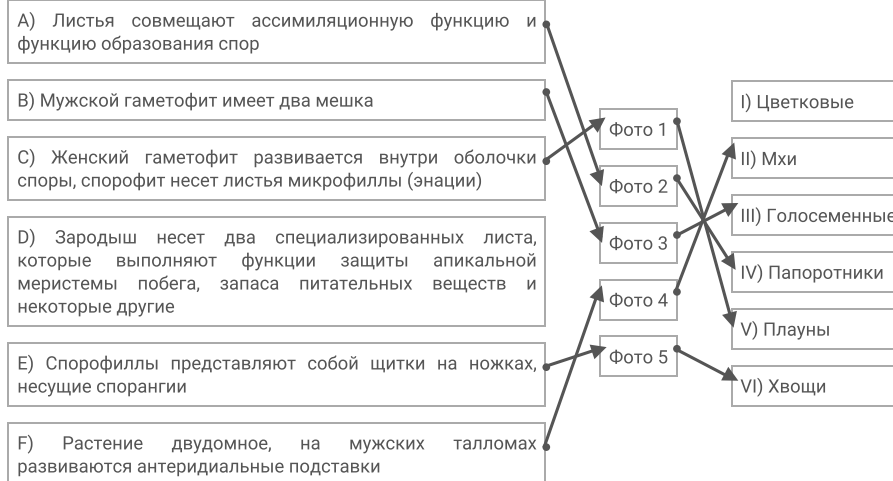 A) Листья совмещают ассимиляционную функцию и
функцию образования спор
B) Мужской гаметофит имеет два мешка
C) Женский гаметофит развивается внутри оболочки
споры, спорофит несет листья микрофиллы (энации)
D) Зародыш несет два специализированных листа,
которые выполняют функции защиты апикальной
меристемы побега, запаса питательных веществ и
некоторые другие
E) Спорофиллы представляют собой щитки на ножках,
несущие спорангии
F) Растение двудомное, на мужских талломах
развиваются антеридиальные подставки
Фото 1
Фото 2
Фото 3
Фото 4
Фото 5
I) Цветковые
II) Мхи
III) Голосеменные
IV) Папоротники
V) Плауны
VI) Хвощи